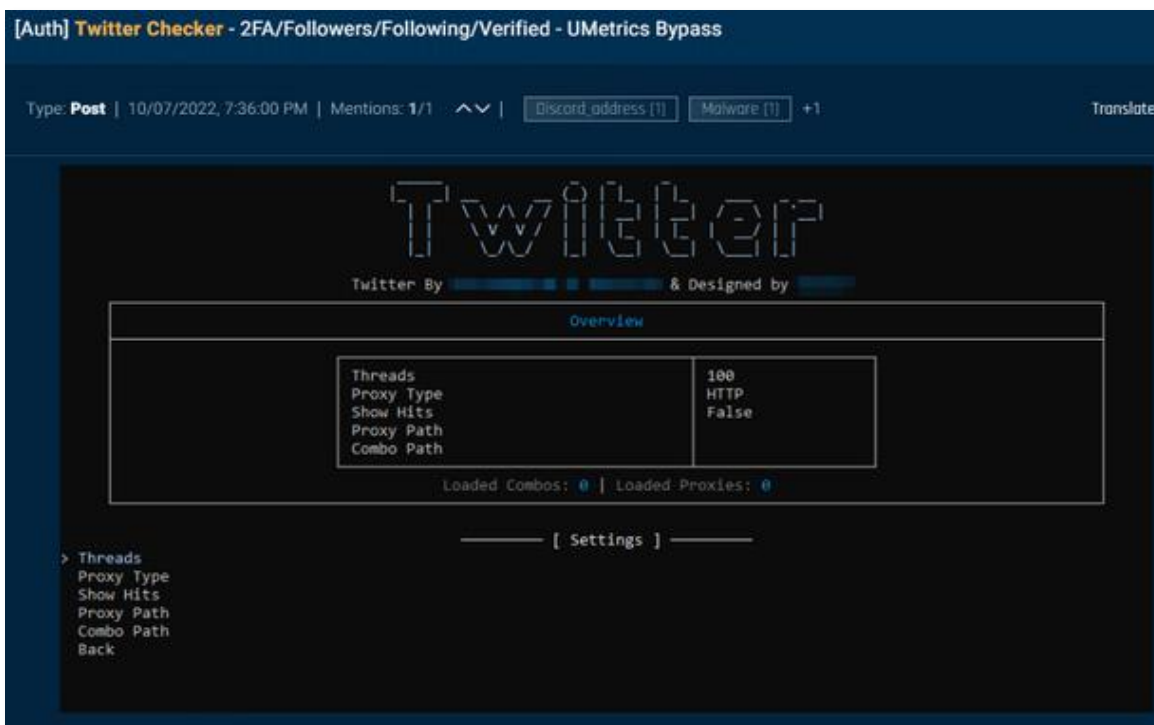 [Auth] Twitter Checker - 2FA/Followers/Following/Verified - UMetrics Bypass
Type: Post | 10/07/2022, 7:36:00 PM | Mentions: 1/1 | Discord_address [1] Malware [1] +1 Translate
Twitter
Twitter By & Designed by
Overview
Threads 100
Proxy Type HTTP
Show Hits False
Proxy Path
Combo Path
Loaded Combos: 0 | Loaded Proxies: 0
[ Settings ]
> Threads
Proxy Type
Show Hits
Proxy Path
Combo Path
Back